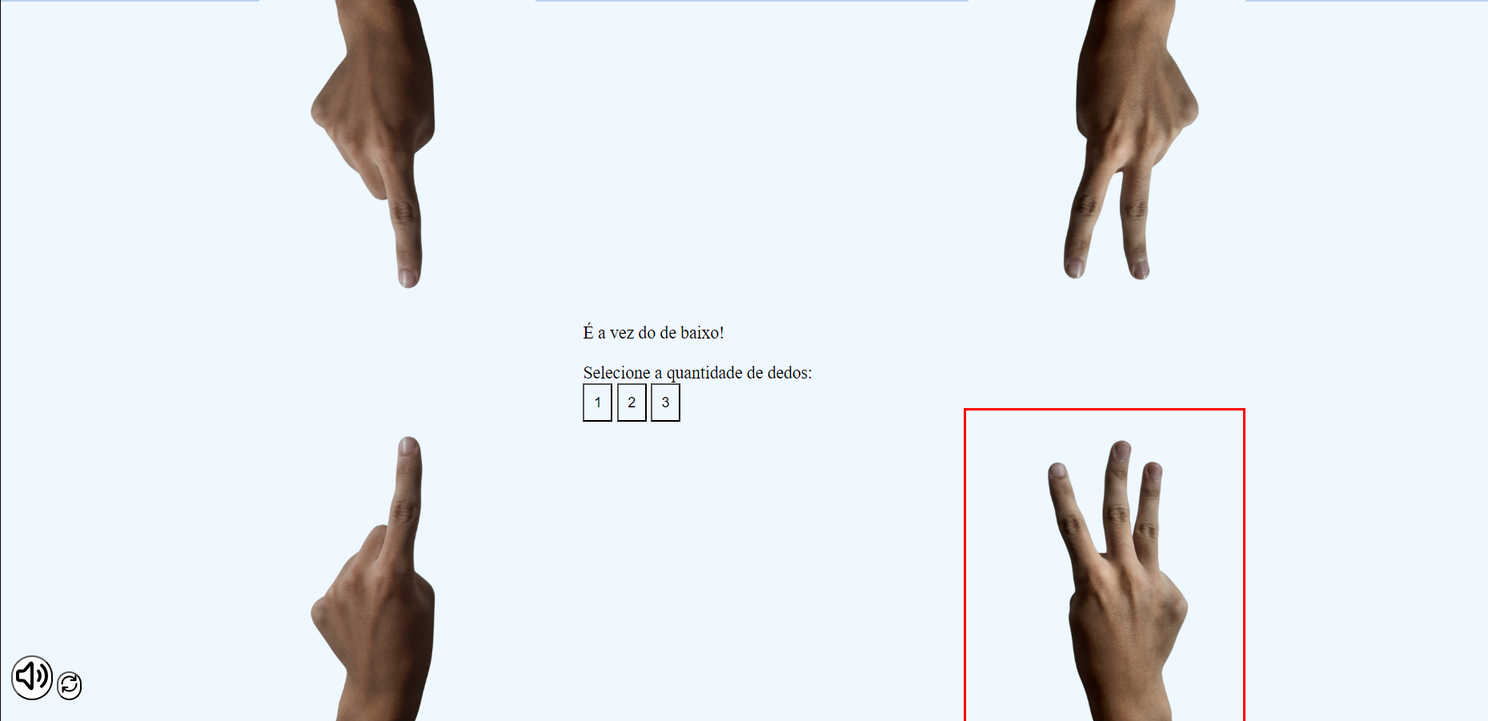 É a vez do de baixo!
Selecione a quantidade de dedos:
1 2 3